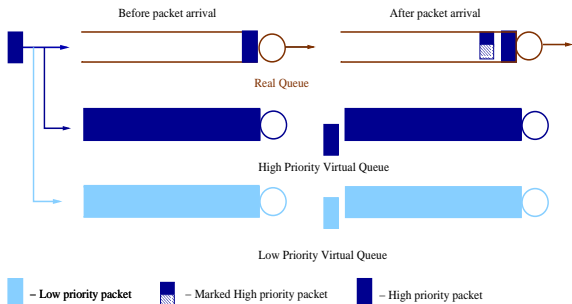 Before packet arrival
After packet arrival
Real Queue
High Priority Virtual Queue
Low Priority Virtual Queue
– Low priority packet
– Marked High priority packet
– High priority packet